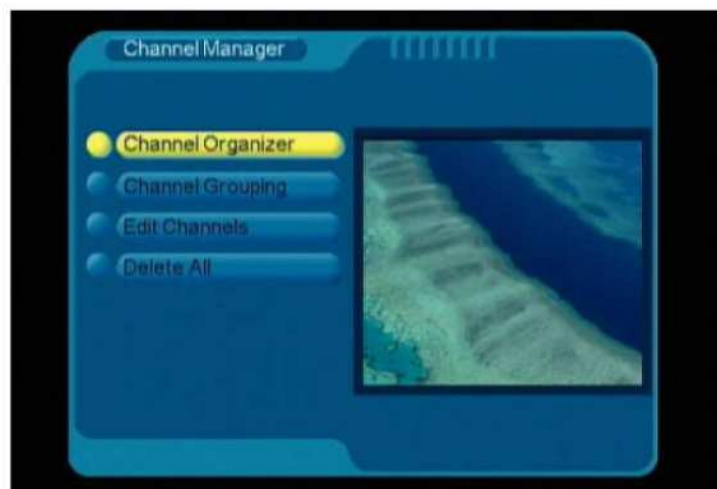 Channel Manager
Channel Organizer
Channel Grouping
Edit Channels
Delete All